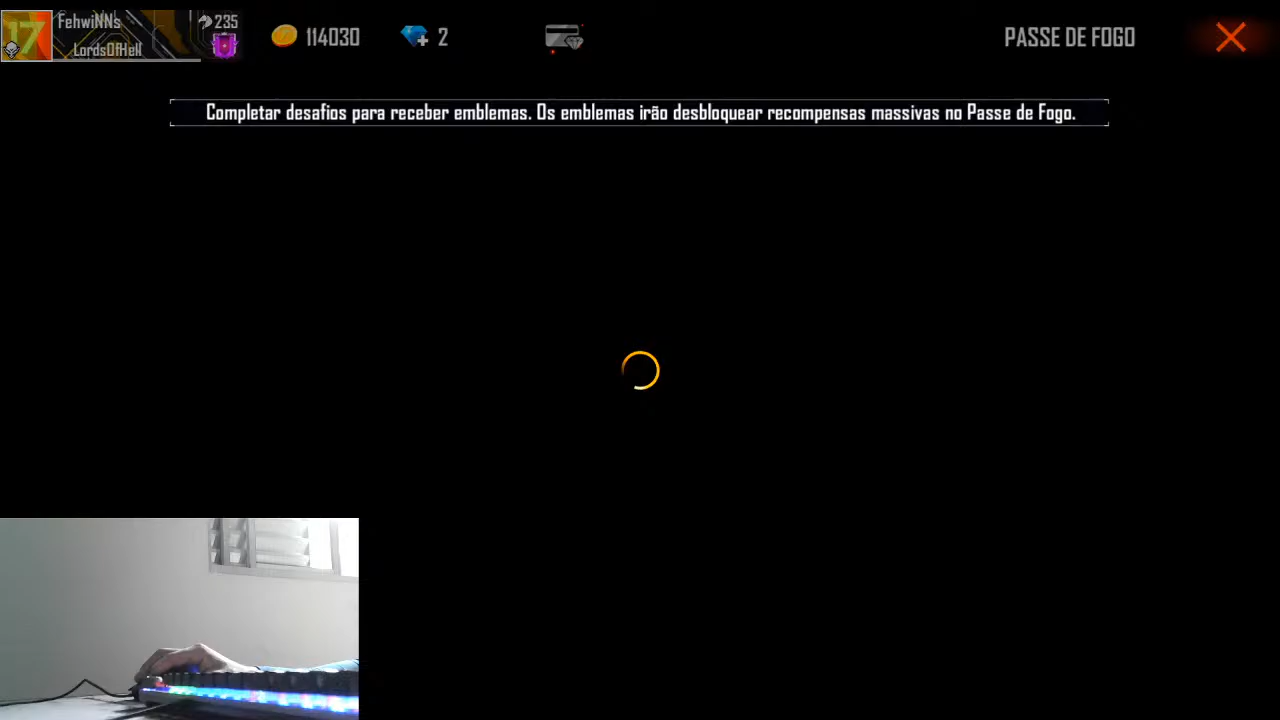 17
FehwiNNs
235
LordsOfHell
114030
2
PASSE DE FOGO
Completar desafios para receber emblemas. Os emblemas irão desbloquear recompensas massivas no Passe de Fogo.